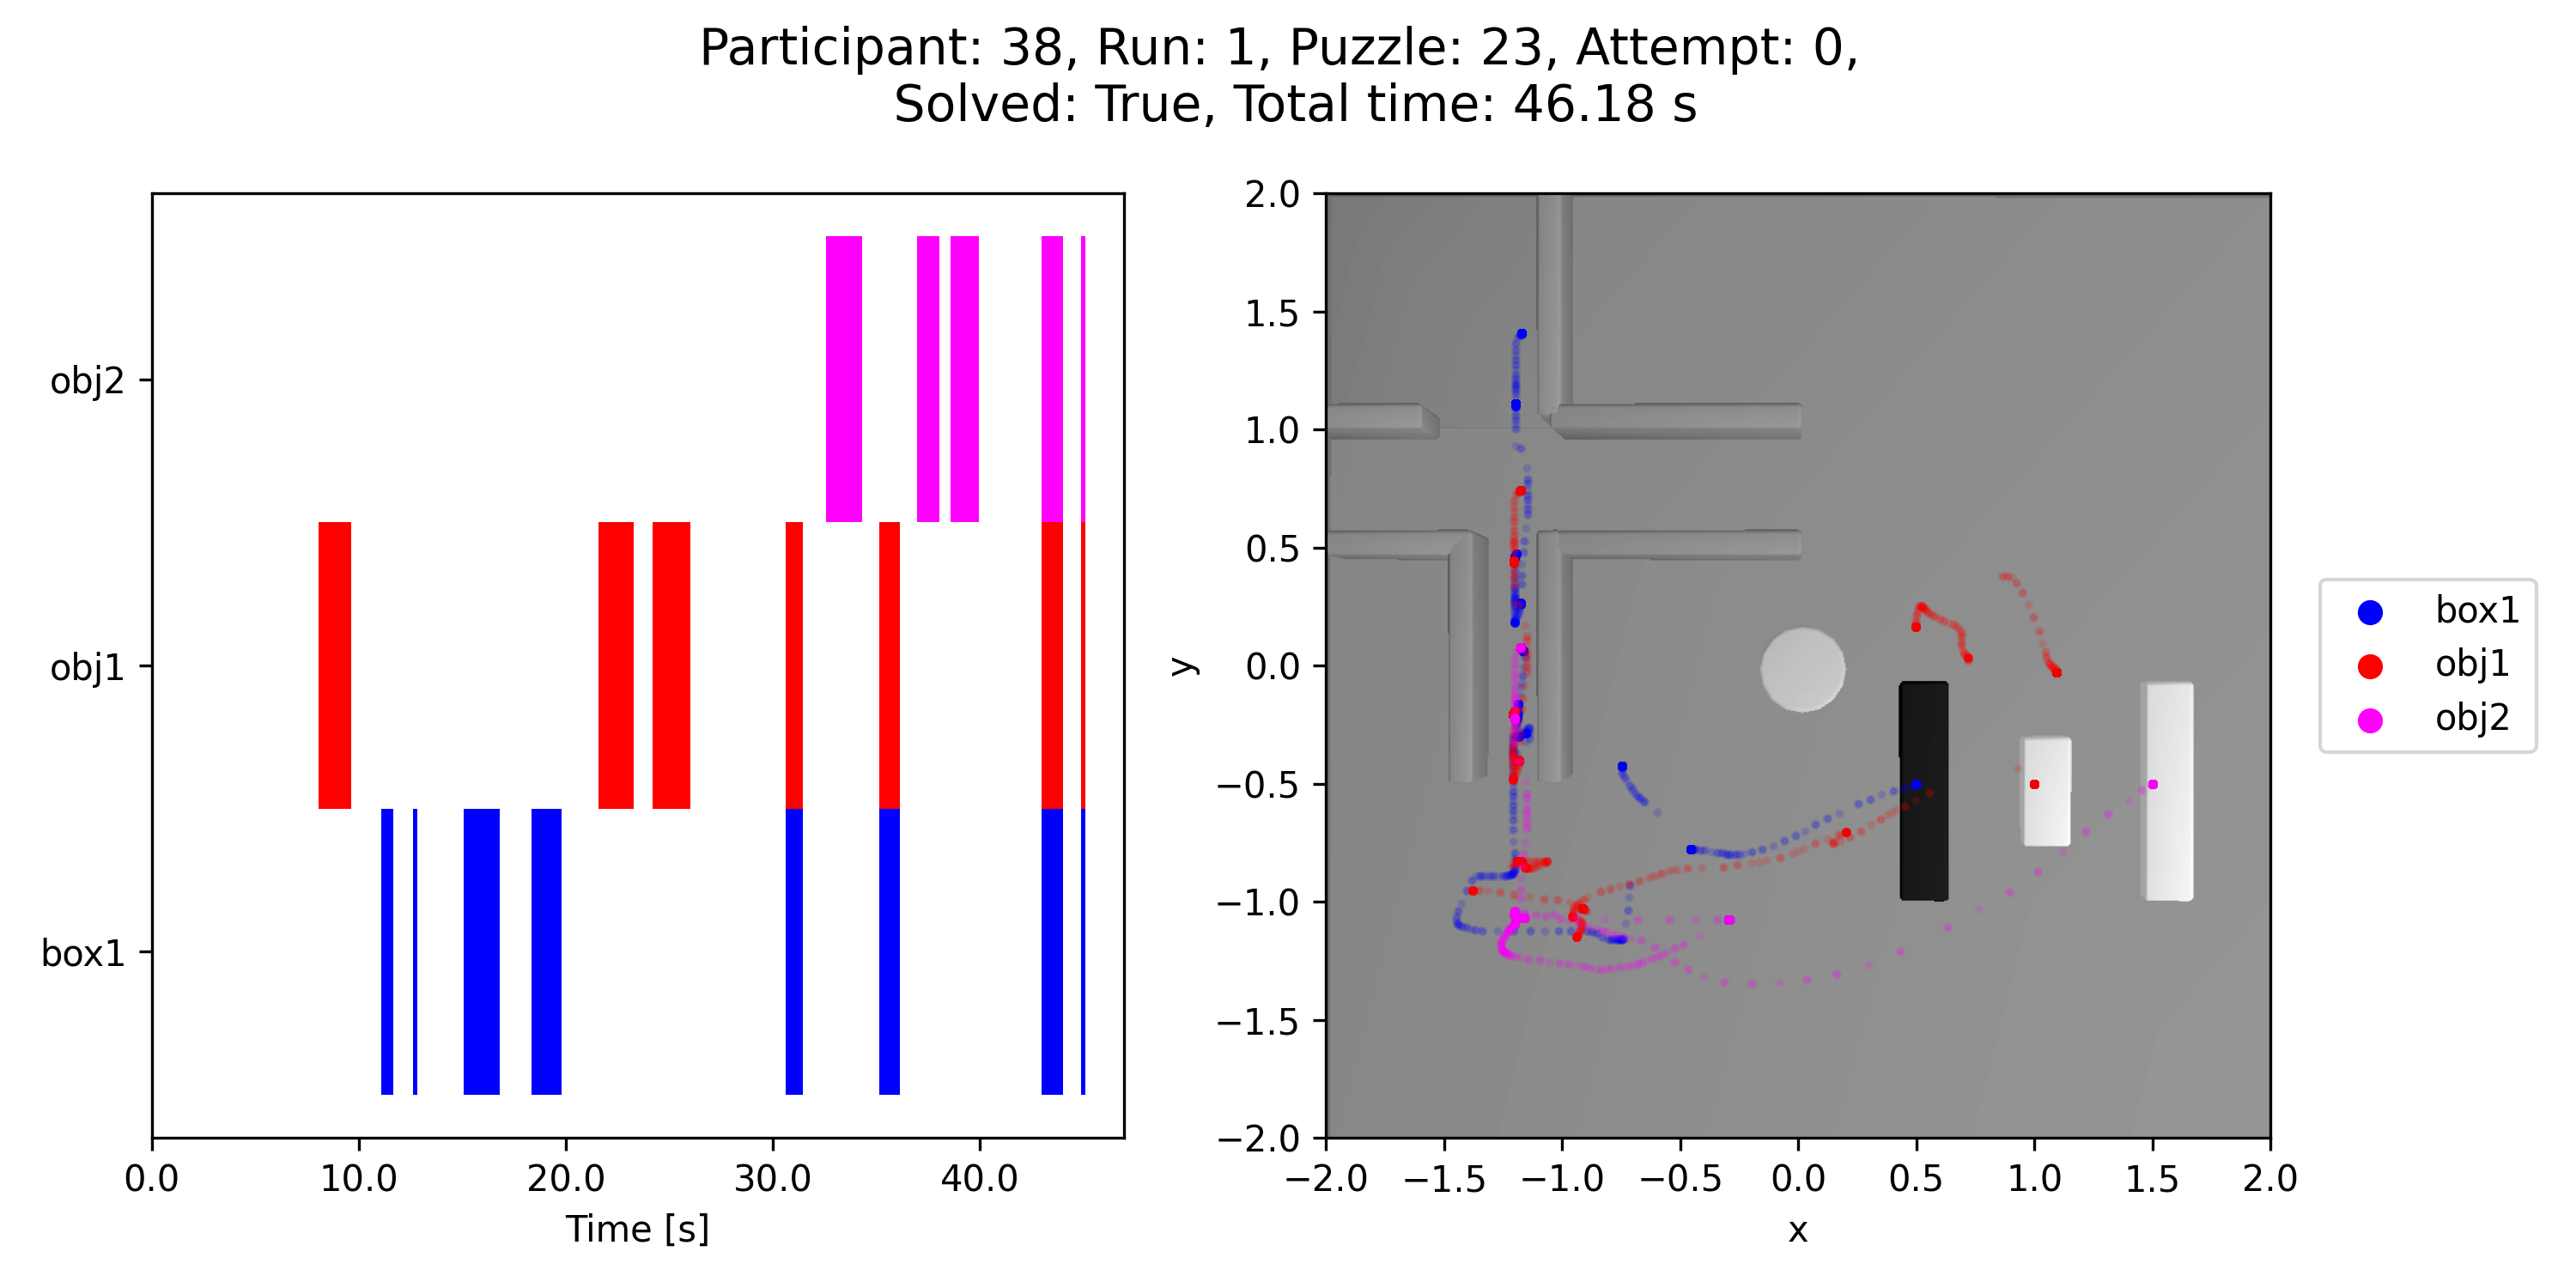 Participant: 38, Run: 1, Puzzle: 23, Attempt: 0,
Solved: True, Total time: 46.18 s
obj2
obj1
box1
0.0 10.0 20.0 30.0 40.0
Time [s]
2.0
1.5
1.0
0.5
0.0
−0.5
−1.0
−1.5
−2.0
y
−2.0 −1.5 −1.0 −0.5 0.0 0.5 1.0 1.5 2.0
x
box1
obj1
obj2